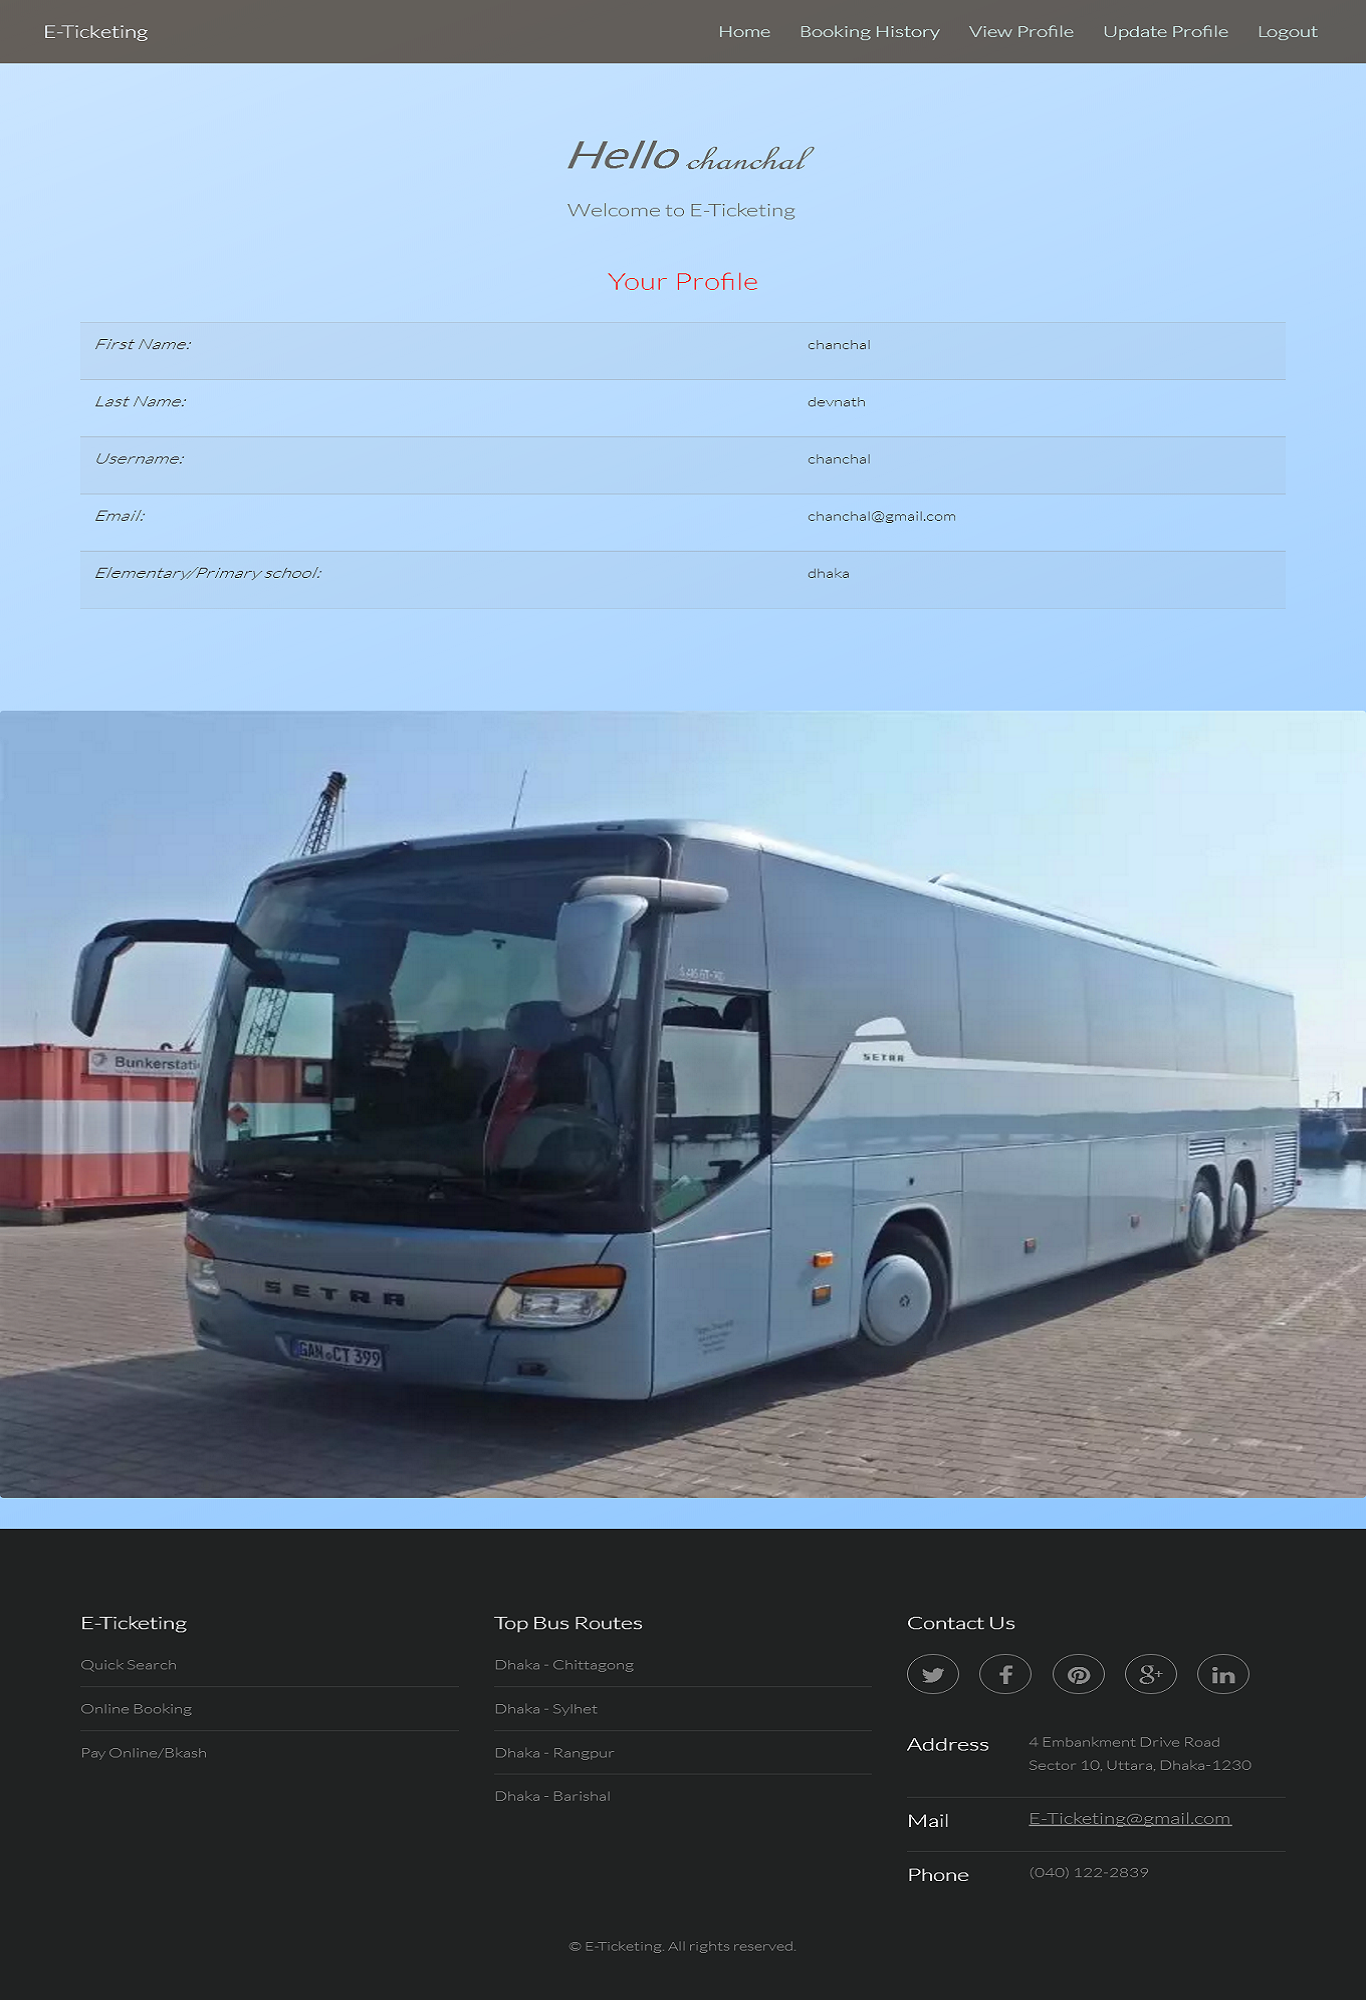 E-Ticketing
Home Booking History View Profile Update Profile Logout
Hello chanchal
Welcome to E-Ticketing
Your Profile
First Name: chanchal
Last Name: devnath
Username: chanchal
Email: chanchal@gmail.com
Elementary/Primary school: dhaka
Bunkerstati
SETRA
SETRA
GAN CT 399
E-Ticketing
Quick Search
Online Booking
Pay Online/Bkash
Top Bus Routes
Dhaka - Chittagong
Dhaka - Sylhet
Dhaka - Rangpur
Dhaka - Barishal
Contact Us
Address 4 Embankment Drive Road
Sector 10, Uttara, Dhaka-1230
Mail E-Ticketing@gmail.com
Phone (040) 122-2839
© E-Ticketing. All rights reserved.